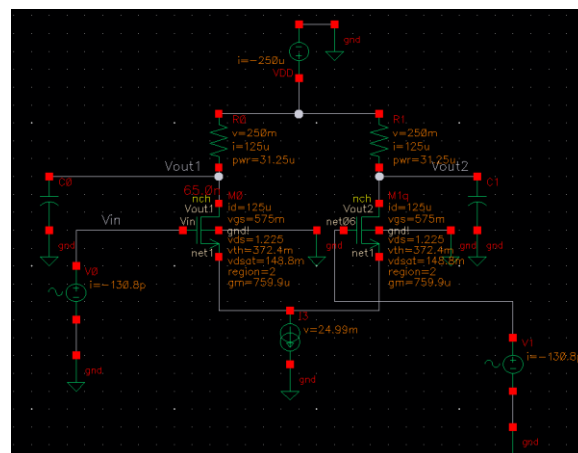 gnd
i=-250u
VDD
R0
v=250m
i=125u
pwr=31.25u
R1
v=250m
i=125u
pwr=31.25u
Vout1
Vout2
C0
C1
65.0n
nch
M0
Vout1
id=125u
vgs=575m
Vin
gnd!
vds=1.225
vth=372.4m
net1
vdsat=148.8m
region=2
gm=759.9u
nch
M1q
Vout2
id=125u
net06
vgs=575m
gnd!
vds=1.225
vth=372.4m
net1
vdsat=148.8m
region=2
gm=759.9u
Vin
gnd
gnd
gnd
gnd
V0
i=-130.8p
gnd
I3
v=24.99m
gnd
V1
i=-130.8p
gnd